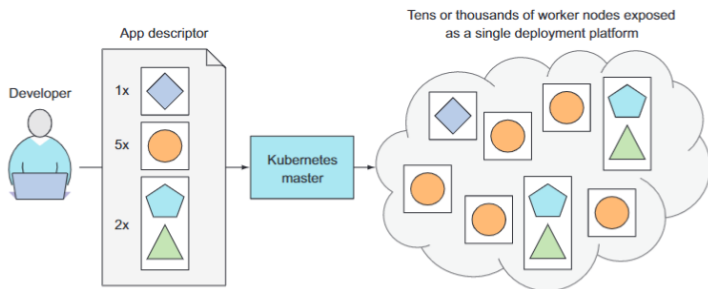 Tens or thousands of worker nodes exposed
as a single deployment platform
App descriptor
Developer
1x
5x
2x
Kubernetes
master